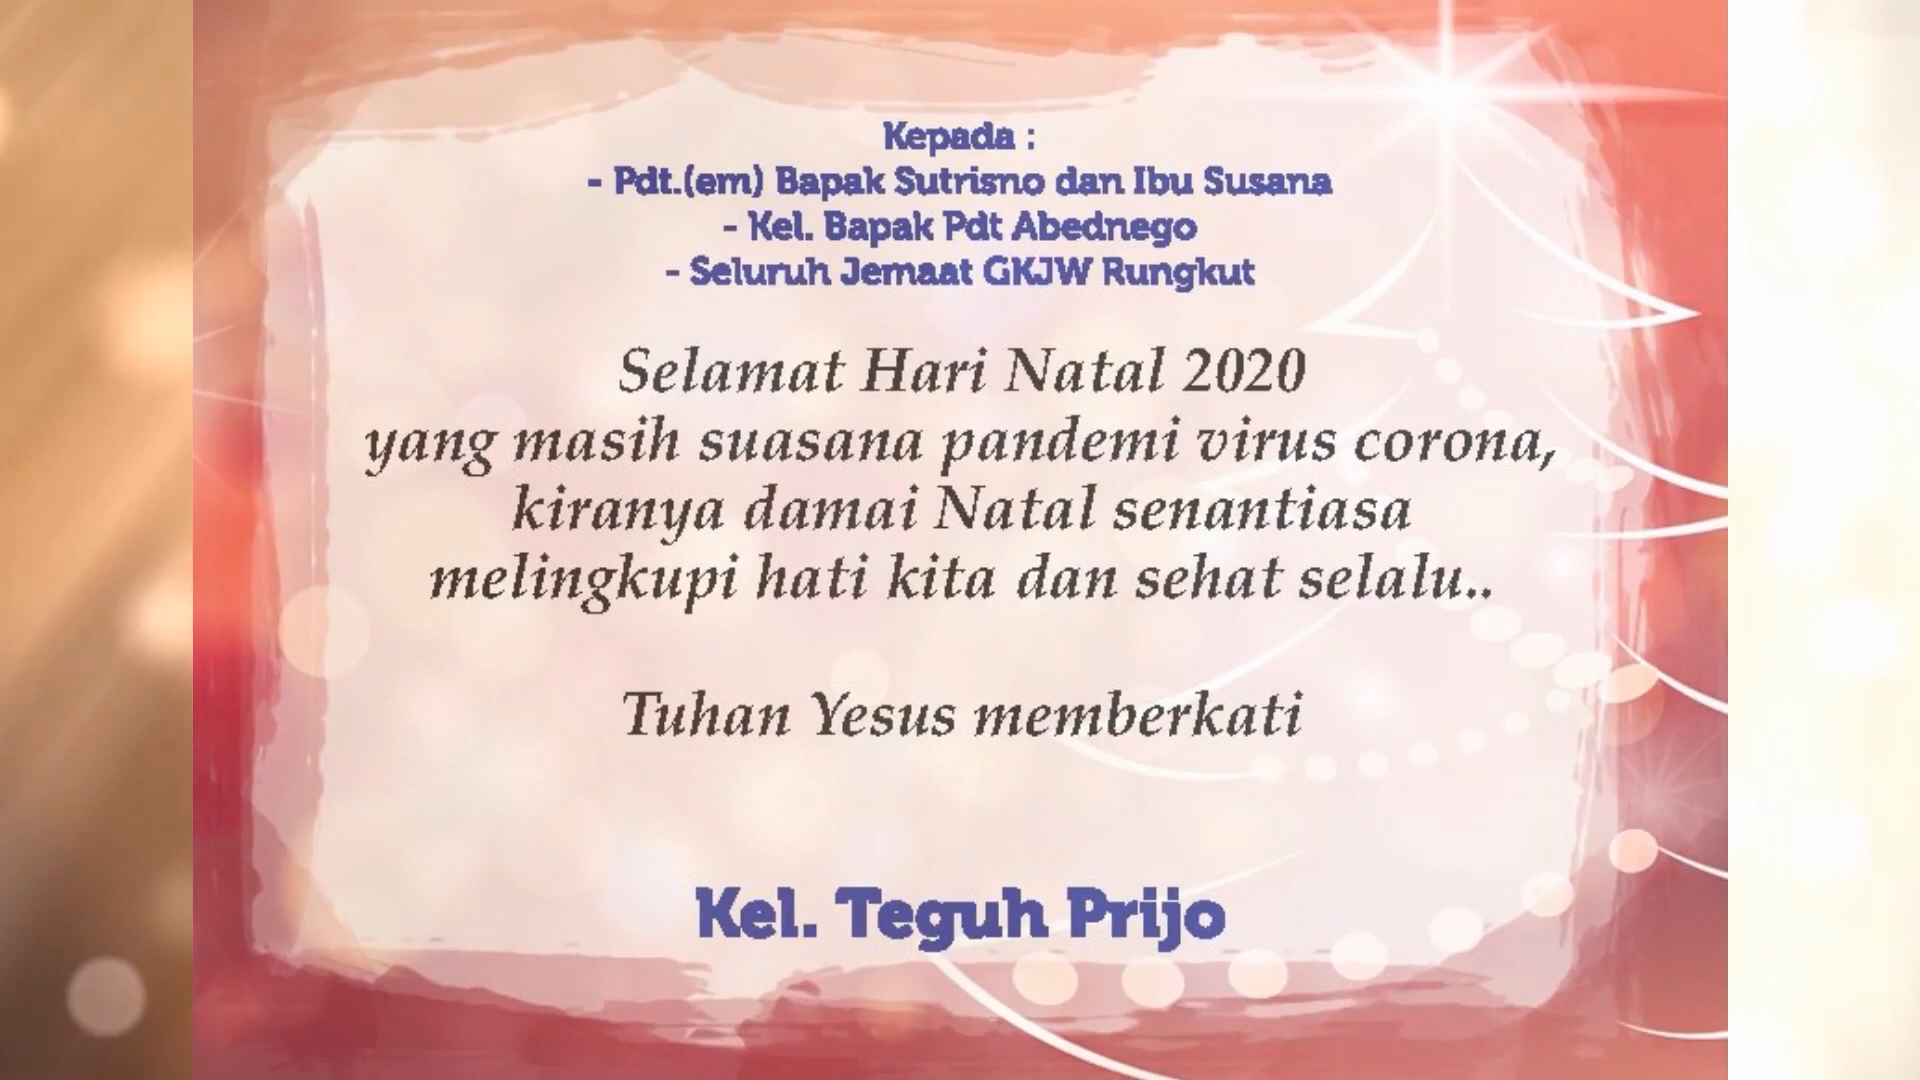 Kepada :
- Pdt.(em) Bapak Sutrisno dan Ibu Susana
- Kel. Bapak Pdt Abednego
- Seluruh Jemaat GKJW Rungkut
Selamat Hari Natal 2020
yang masih suasana pandemi virus corona,
kiranya damai Natal senantiasa
melingkupi hati kita dan sehat selalu..
Tuhan Yesus memberkati
Kel. Teguh Prijo